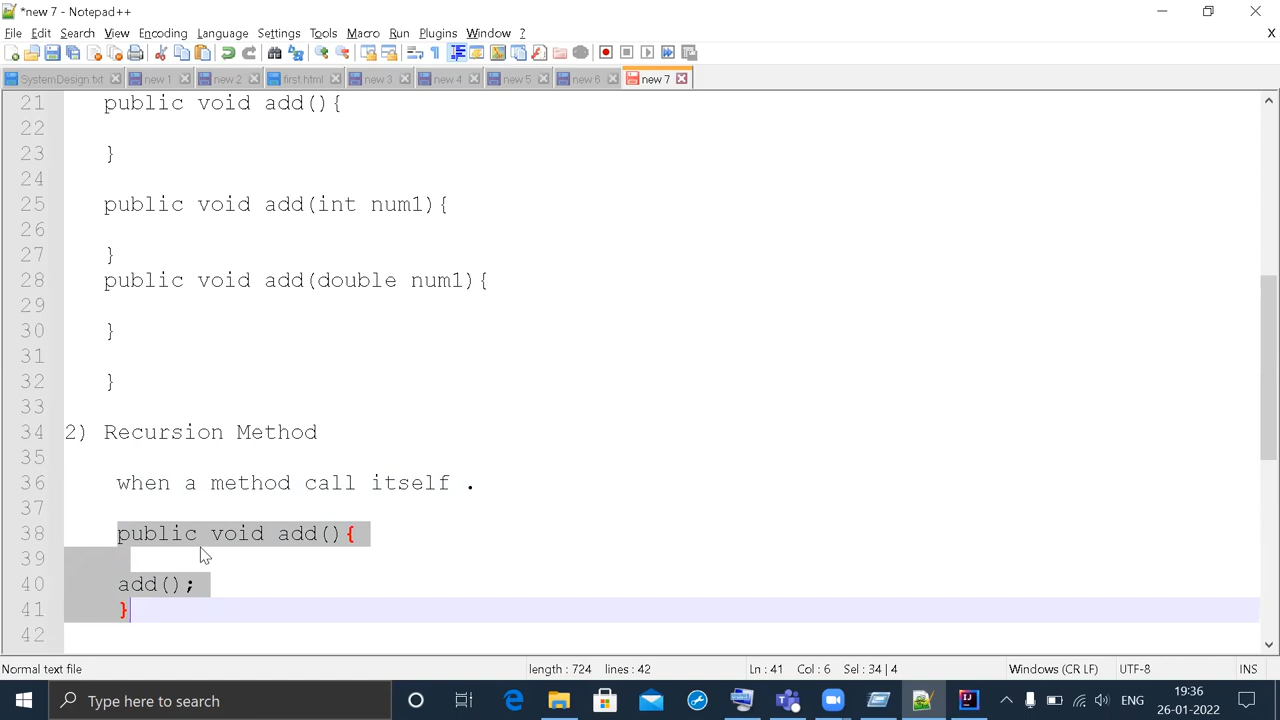 *new 7 - Notepad++
File Edit Search View Encoding Language Settings Tools Macro Run Plugins Window ? X
SystemDesign.txt new 1 new 2 first.html new 3 new 4 new 5 new 6 new 7
21 public void add(){
22
23 }
24
25 public void add(int num1){
26
27 }
28 public void add(double num1){
29
30 }
31
32 }
33
34 2) Recursion Method
35
36 when a method call itself .
37
38 public void add(){
39
40 add();
41 }
42
Normal text file length : 724 lines : 42 Ln : 41 Col : 6 Sel : 34 | 4 Windows (CR LF) UTF-8 INS
Type here to search ENG 19:36
26-01-2022